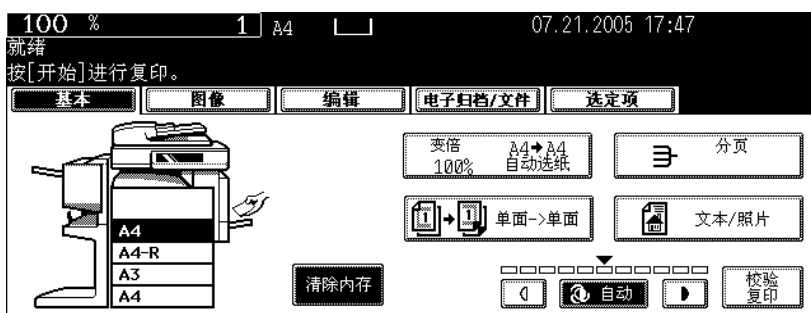 100 % 1 A4 07.21.2005 17:47
就绪
按[开始]进行复印。
基本 图像 编辑 电子归档/文件 选定项
变倍 A4→A4 分页
100% 自动选纸
1 → 1 单面->单面 文本/照片
A4
A4-R
A3
A4
清除内存 自动 校验
复印